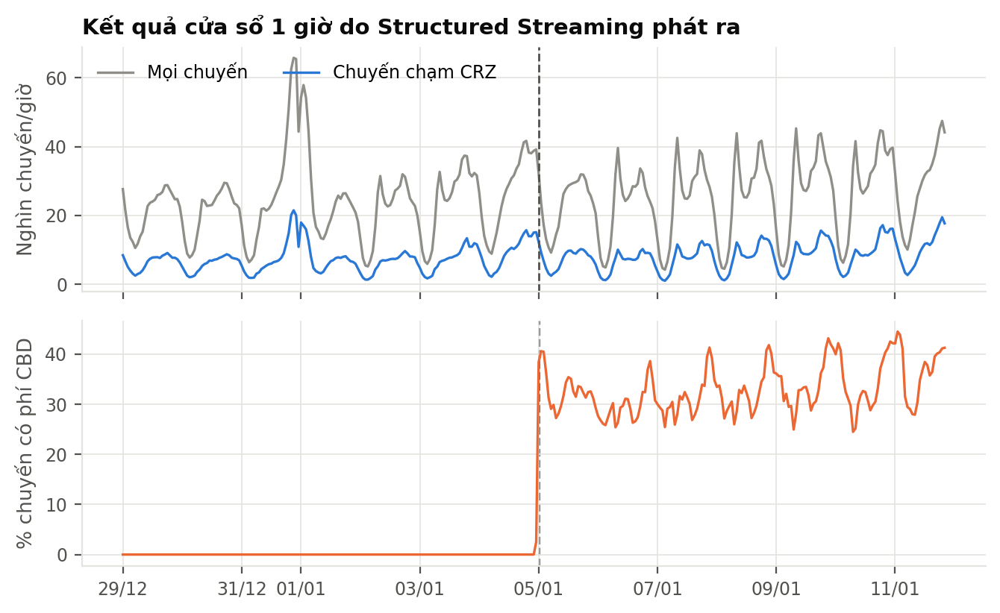 Kết quả cửa sổ 1 giờ do Structured Streaming phát ra
Nghìn chuyến/giờ
60
40
20
0
Mọi chuyến
Chuyến chạm CRZ
% chuyến có phí CBD
40
30
20
10
0
29/12 31/12 01/01 03/01 05/01 07/01 09/01 11/01